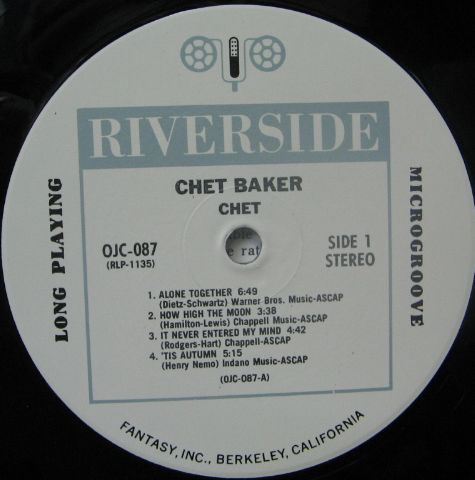 RIVERSIDE
CHET BAKER
CHET
OJC-087
(RLP-1135)
SIDE 1
STEREO
LONG PLAYING
MICROGROOVE
1. ALONE TOGETHER 6:49
(Dietz-Schwartz) Warner Bros. Music-ASCAP
2. HOW HIGH THE MOON 3:38
(Hamilton-Lewis) Chappell Music-ASCAP
3. IT NEVER ENTERED MY MIND 4:42
(Rodgers-Hart) Chappell-ASCAP
4. 'TIS AUTUMN 5:15
(Henry Nemo) Indano Music-ASCAP
(OJC-087-A)
FANTASY, INC., BERKELEY, CALIFORNIA